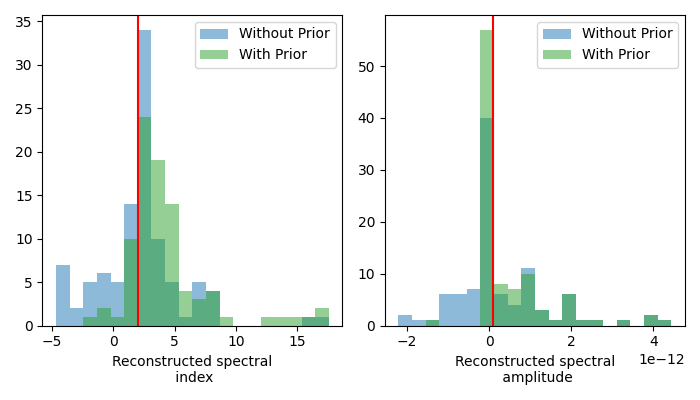 35
30
25
20
15
10
5
0
−5
0
5
10
15
Without Prior
With Prior
Reconstructed spectral
index
50
40
30
20
10
0
−2
0
2
4
1e−12
Without Prior
With Prior
Reconstructed spectral
amplitude